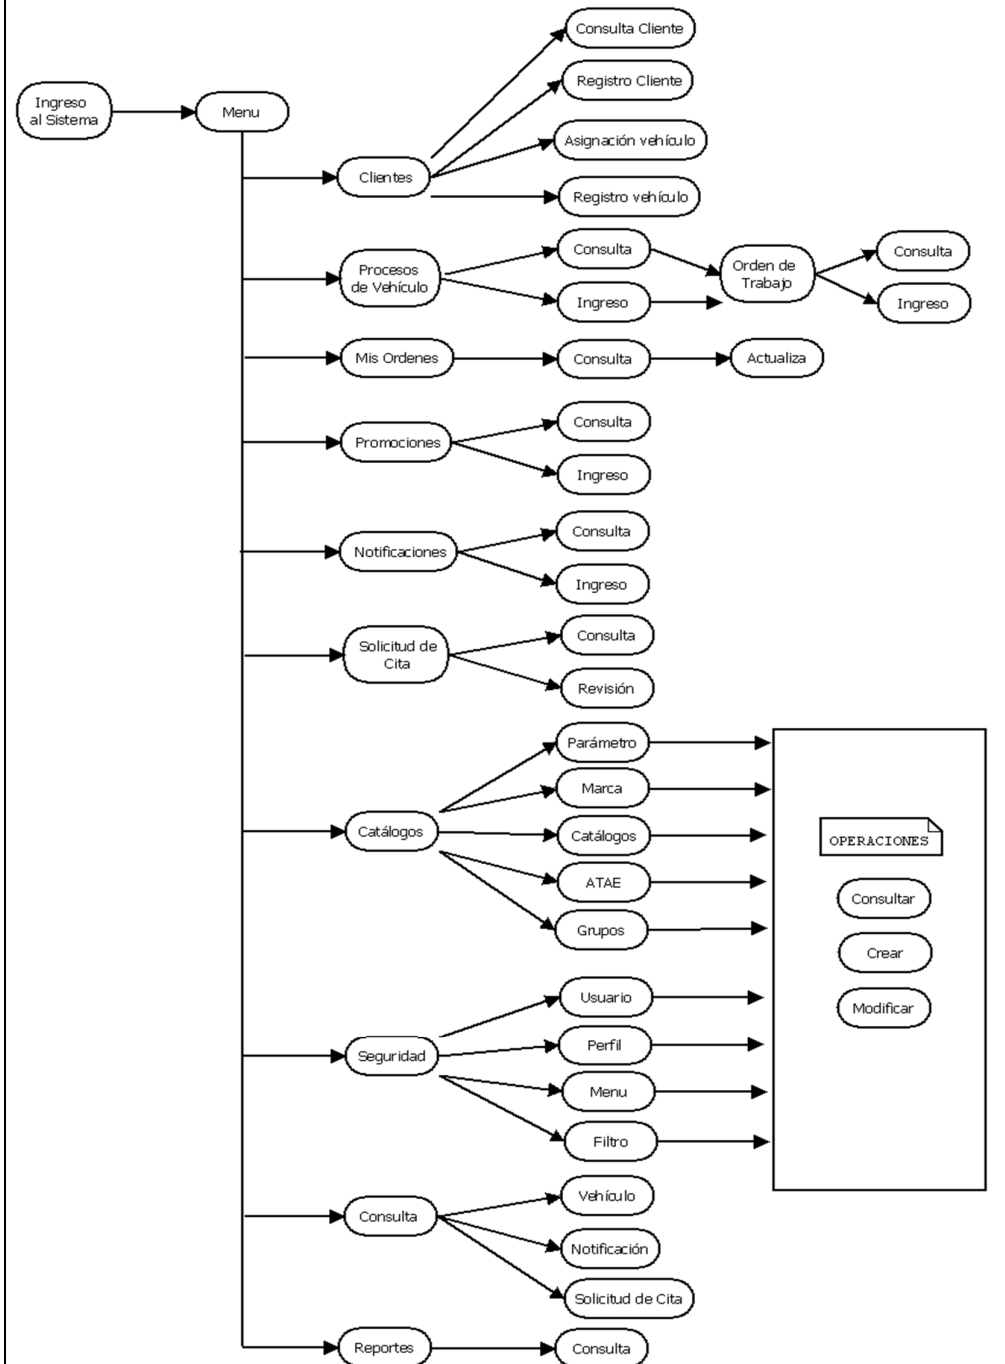 Consulta Cliente
Registro Cliente
Ingreso
al Sistema
Menu
Asignación vehículo
Clientes
Registro vehículo
Procesos
de Vehículo
Consulta
Ingreso
Orden de
Trabajo
Consulta
Ingreso
Mis Ordenes
Consulta
Actualiza
Promociones
Consulta
Ingreso
Notificaciones
Consulta
Ingreso
Solicitud de
Cita
Consulta
Revisión
Catálogos
Parámetro
Marca
Catálogos
ATAE
Grupos
OPERACIONES
Consultar
Crear
Modificar
Seguridad
Usuario
Perfil
Menu
Filtro
Consulta
Vehículo
Notificación
Solicitud de Cita
Reportes
Consulta